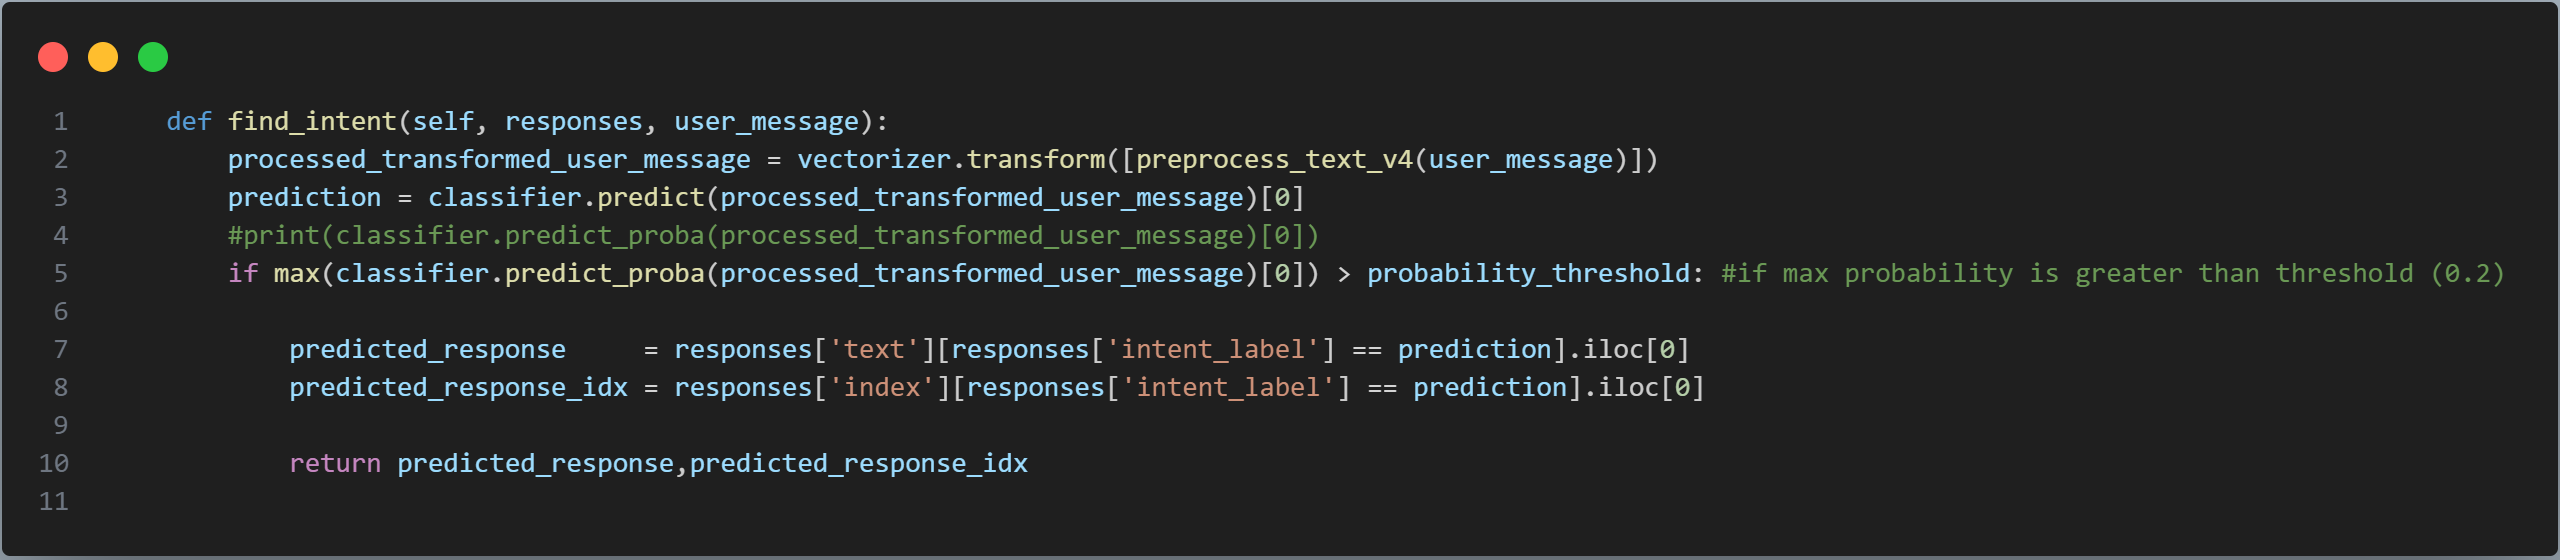 1 def find_intent(self, responses, user_message):
2 processed_transformed_user_message = vectorizer.transform([preprocess_text_v4(user_message)])
3 prediction = classifier.predict(processed_transformed_user_message)[0]
4 #print(classifier.predict_proba(processed_transformed_user_message)[0])
5 if max(classifier.predict_proba(processed_transformed_user_message)[0]) > probability_threshold: #if max probability is greater than threshold (0.2)
6
7 predicted_response     = responses['text'][responses['intent_label'] == prediction].iloc[0]
8 predicted_response_idx = responses['index'][responses['intent_label'] == prediction].iloc[0]
9
10 return predicted_response,predicted_response_idx
11